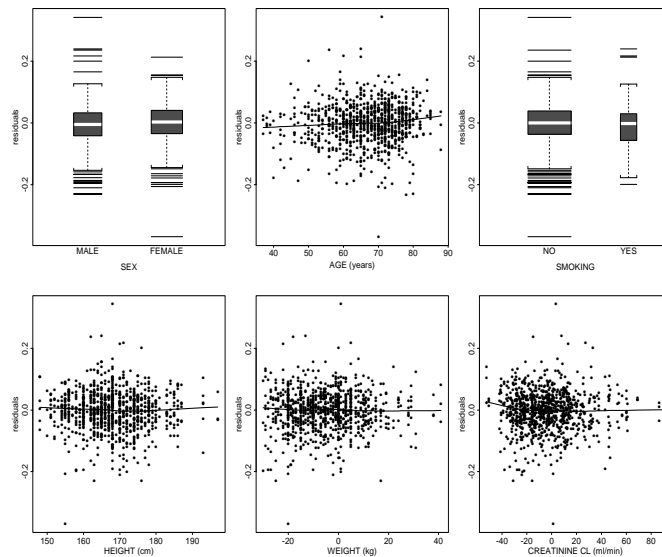 residuals
-0.2 0.0 0.2
MALE FEMALE
SEX
residuals
-0.2 0.0 0.2
40 50 60 70 80 90
AGE (years)
residuals
-0.2 0.0 0.2
NO YES
SMOKING
residuals
-0.2 0.0 0.2
150 160 170 180 190
HEIGHT (cm)
residuals
-0.2 0.0 0.2
-20 0 20 40
WEIGHT (kg)
residuals
-0.2 0.0 0.2
-40 -20 0 20 40 60 80
CREATININE CL (ml/min)